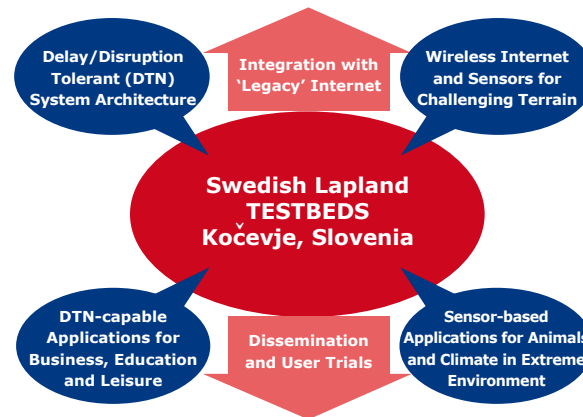 Delay/Disruption
Tolerant (DTN)
System Architecture
Integration with
‘Legacy’ Internet
Wireless Internet
and Sensors for
Challenging Terrain
Swedish Lapland
TESTBEDS
Kočevje, Slovenia
DTN-capable
Applications for
Business, Education
and Leisure
Dissemination
and User Trials
Sensor-based
Applications for Animals
and Climate in Extreme
Environment